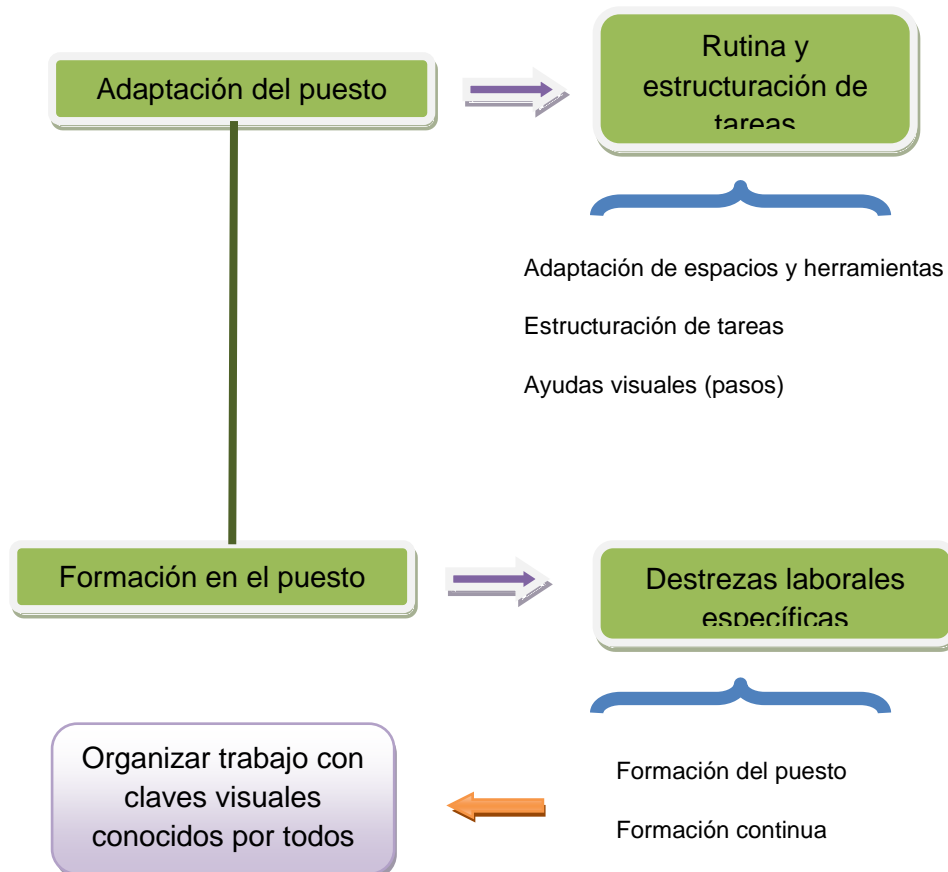 Adaptación del puesto
Rutina y
estructuración de
tareas
Adaptación de espacios y herramientas
Estructuración de tareas
Ayudas visuales (pasos)
Formación en el puesto
Destrezas laborales
específicas
Organizar trabajo con
claves visuales
conocidos por todos
Formación del puesto
Formación continua